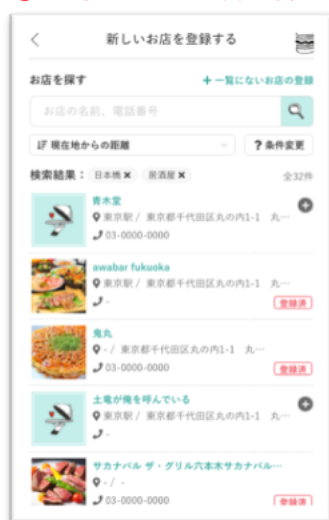 新しいお店を登録する
お店を探す
+ 一覧にないお店の登録
お店の名前、電話番号
現在地からの距離
? 条件変更
検索結果: 日本橋 × 居酒屋 × 全32件
青木堂
東京駅 / 東京都千代田区丸の内1-1 丸…
03-0000-0000
awabar fukuoka
東京駅 / 東京都千代田区丸の内1-1 丸…
-
登録済
鬼丸
- / 東京都千代田区丸の内1-1 丸…
03-0000-0000
登録済
土竜が俺を呼んでいる
東京駅 / 東京都千代田区丸の内1-1 丸…
-
サカナバル ザ・グリル六本木サカナバル…
- / -
03-0000-0000
登録済